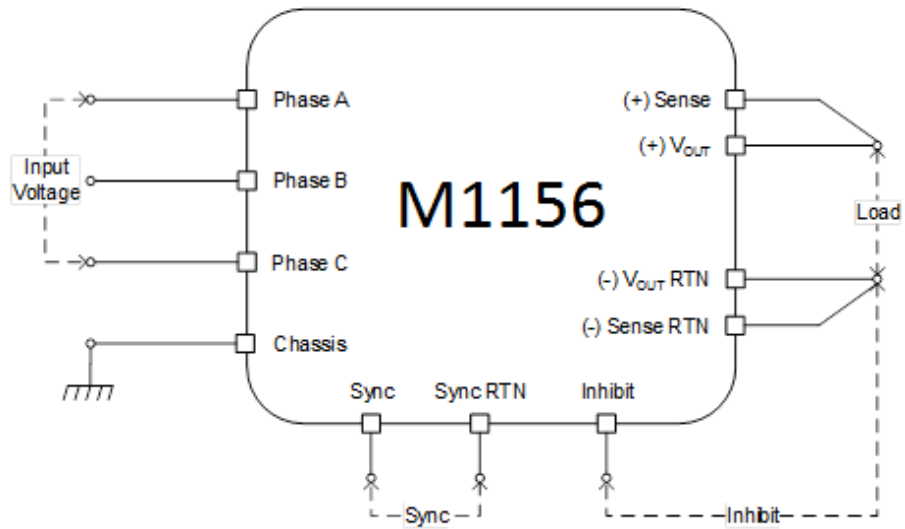 Phase A
(+) Sense
(+) VOUT
Input
Voltage
Phase B
M1156
Load
Phase C
(-) VOUT RTN
(-) Sense RTN
Chassis
Sync
Sync RTN
Inhibit
Sync
Inhibit